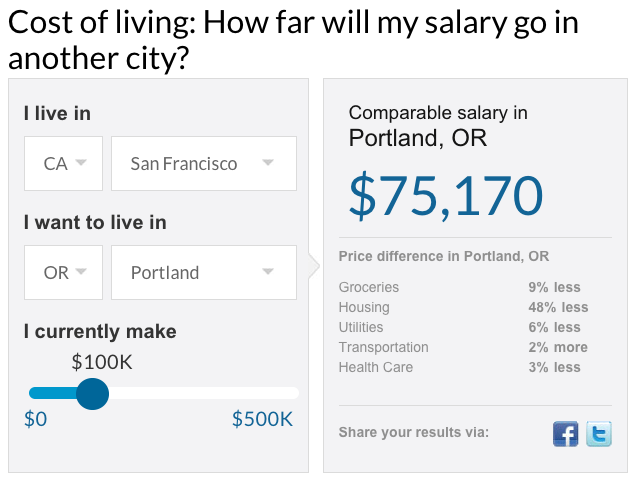 Cost of living: How far will my salary go in
another city?
I live in
CA San Francisco
I want to live in
OR Portland
I currently make
$100K
$0 $500K
Comparable salary in
Portland, OR
$75,170
Price difference in Portland, OR
Groceries 9% less
Housing 48% less
Utilities 6% less
Transportation 2% more
Health Care 3% less
Share your results via: